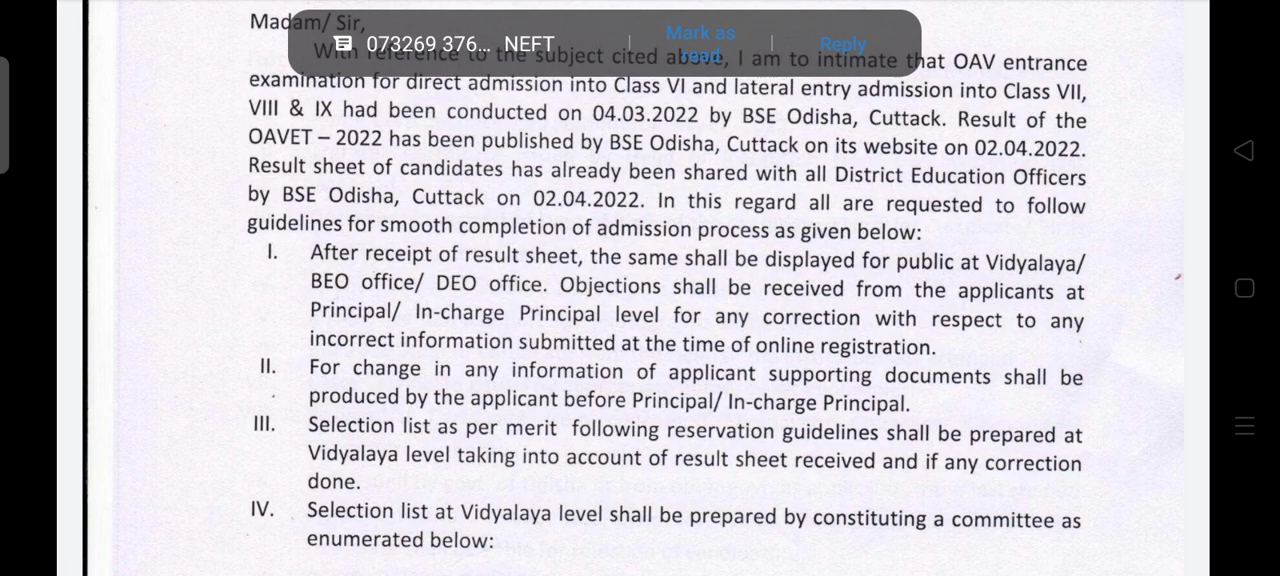 Madam/ Sir,
073269 376... NEFT
Mark as read
Reply
With reference to the subject cited above, I am to intimate that OAV entrance
examination for direct admission into Class VI and lateral entry admission into Class VII,
VIII & IX had been conducted on 04.03.2022 by BSE Odisha, Cuttack. Result of the
OAVET – 2022 has been published by BSE Odisha, Cuttack on its website on 02.04.2022.
Result sheet of candidates has already been shared with all District Education Officers
by BSE Odisha, Cuttack on 02.04.2022. In this regard all are requested to follow
guidelines for smooth completion of admission process as given below:
I. After receipt of result sheet, the same shall be displayed for public at Vidyalaya/
BEO office/ DEO office. Objections shall be received from the applicants at
Principal/ In-charge Principal level for any correction with respect to any
incorrect information submitted at the time of online registration.
II. For change in any information of applicant supporting documents shall be
produced by the applicant before Principal/ In-charge Principal.
III. Selection list as per merit following reservation guidelines shall be prepared at
Vidyalaya level taking into account of result sheet received and if any correction
done.
IV. Selection list at Vidyalaya level shall be prepared by constituting a committee as
enumerated below: